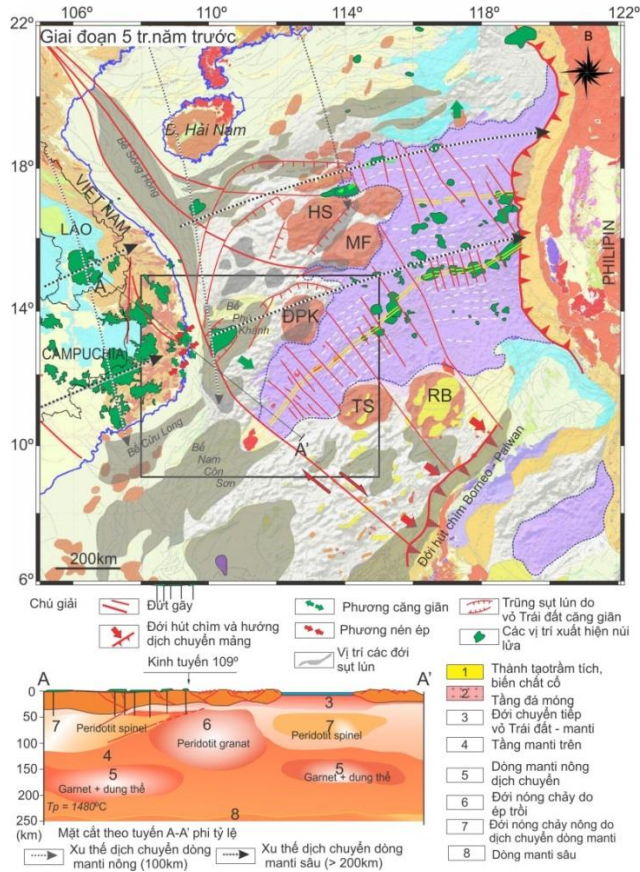 110º 114º 118º 122º
22º
Giai đoạn 5 tr.năm trước
B
Đ. Hải Nam
Bể Sông Hồng
18º
VIỆT NAM
LÀO
HS
MF
PHILIPIN
A
14º
Bể Phú Khánh
ĐPK
CAMPUCHIA
TS
RB
A'
10º
Bể Cửu Long
Bể Nam Côn Sơn
Đới hút chìm Borneo - Palwan
200km
6º
106º 110º 114º 118º 122º
Chú giải
Đứt gãy
Phương căng giãn
Trũng sụt lún do vỏ Trái đất căng giãn
Đới hút chìm và hướng dịch chuyển mảng
Phương nén ép
Các vị trí xuất hiện núi lửa
Vị trí các đới sụt lún
Kinh tuyến 109º
A A'
0
50
100
150
200
250
(km)
3
7
Peridotit spinel
6
Peridotit granat
7
Peridotit spinel
4
5
Garnet + dung thể
5
Garnet + dung thể
Tp = 1480ºC
8
Mặt cắt theo tuyến A-A' phi tỷ lệ
Xu thế dịch chuyển dòng manti nông (100km)
Xu thế dịch chuyển dòng manti sâu (> 200km)
1 Thành tạotrầm tích, biến chất cổ
2 Tầng đá móng
3 Đới chuyển tiếp vỏ Trái đất - manti
4 Tầng manti trên
5 Dòng manti nông dịch chuyển
6 Đới nóng chảy do ép trồi
7 Đới nóng chảy nông do dịch chuyển dòng manti
8 Dòng manti sâu